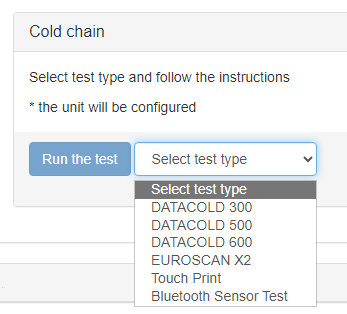 Cold chain
Select test type and follow the instructions
* the unit will be configured
Run the test Select test type
Select test type
DATACOLD 300
DATACOLD 500
DATACOLD 600
EUROSCAN X2
Touch Print
Bluetooth Sensor Test